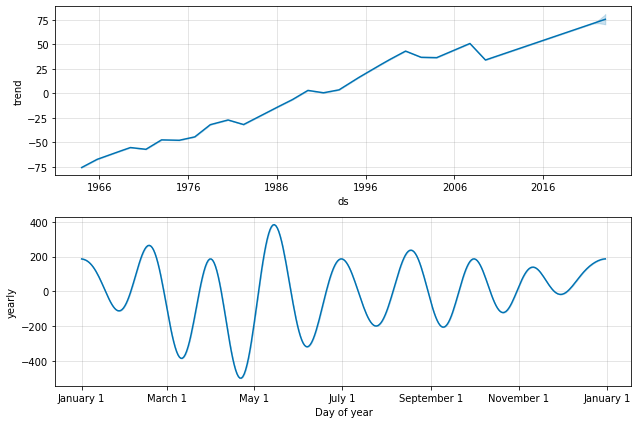 75
50
25
0
−25
−50
−75
trend
1966 1976 1986 1996 2006 2016
ds
400
200
0
−200
−400
yearly
January 1 March 1 May 1 July 1 September 1 November 1 January 1
Day of year